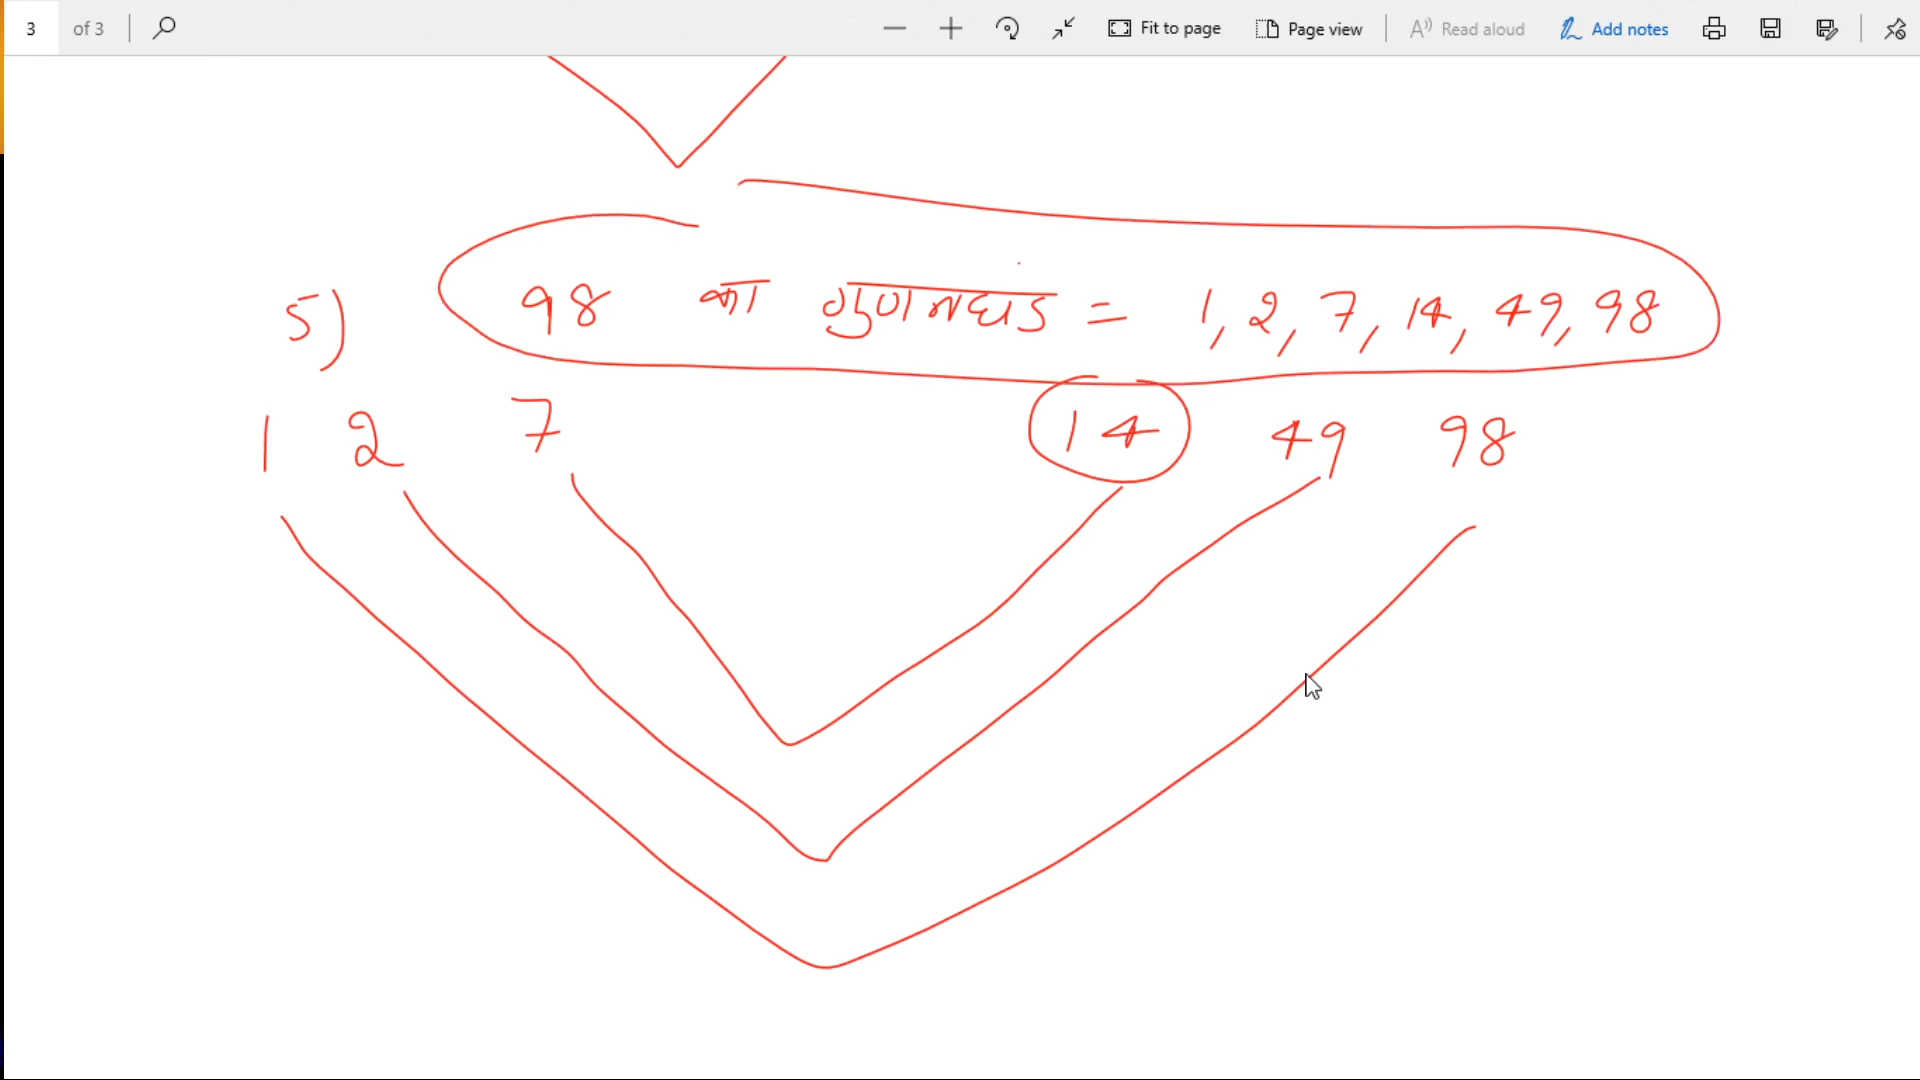 3 of 3 Fit to page Page view Read aloud Add notes
5) 98 का गुणनखंड = 1, 2, 7, 14, 49, 98
1 2 7 14 49 98